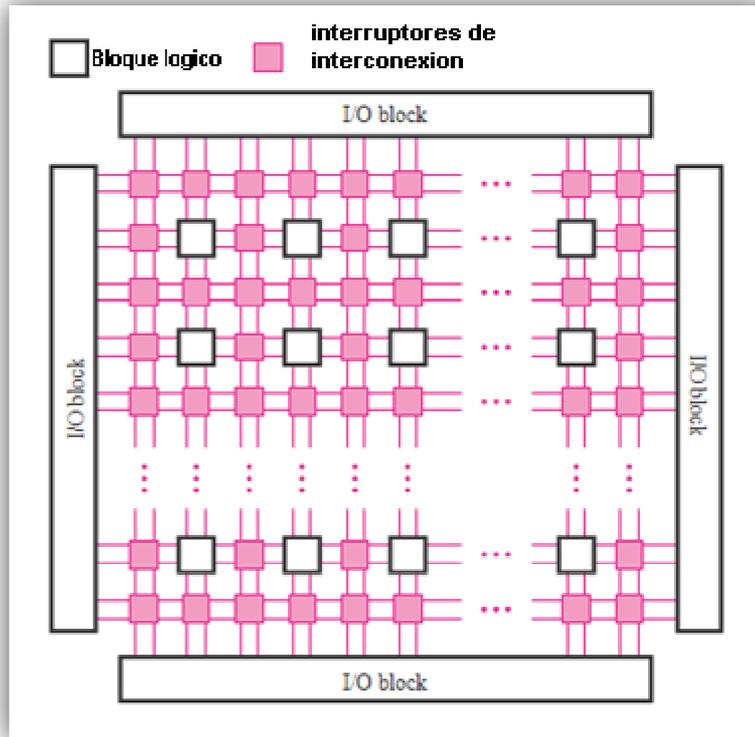 Bloque logico
interruptores de
interconexion
I/O block
I/O block
I/O block
I/O block